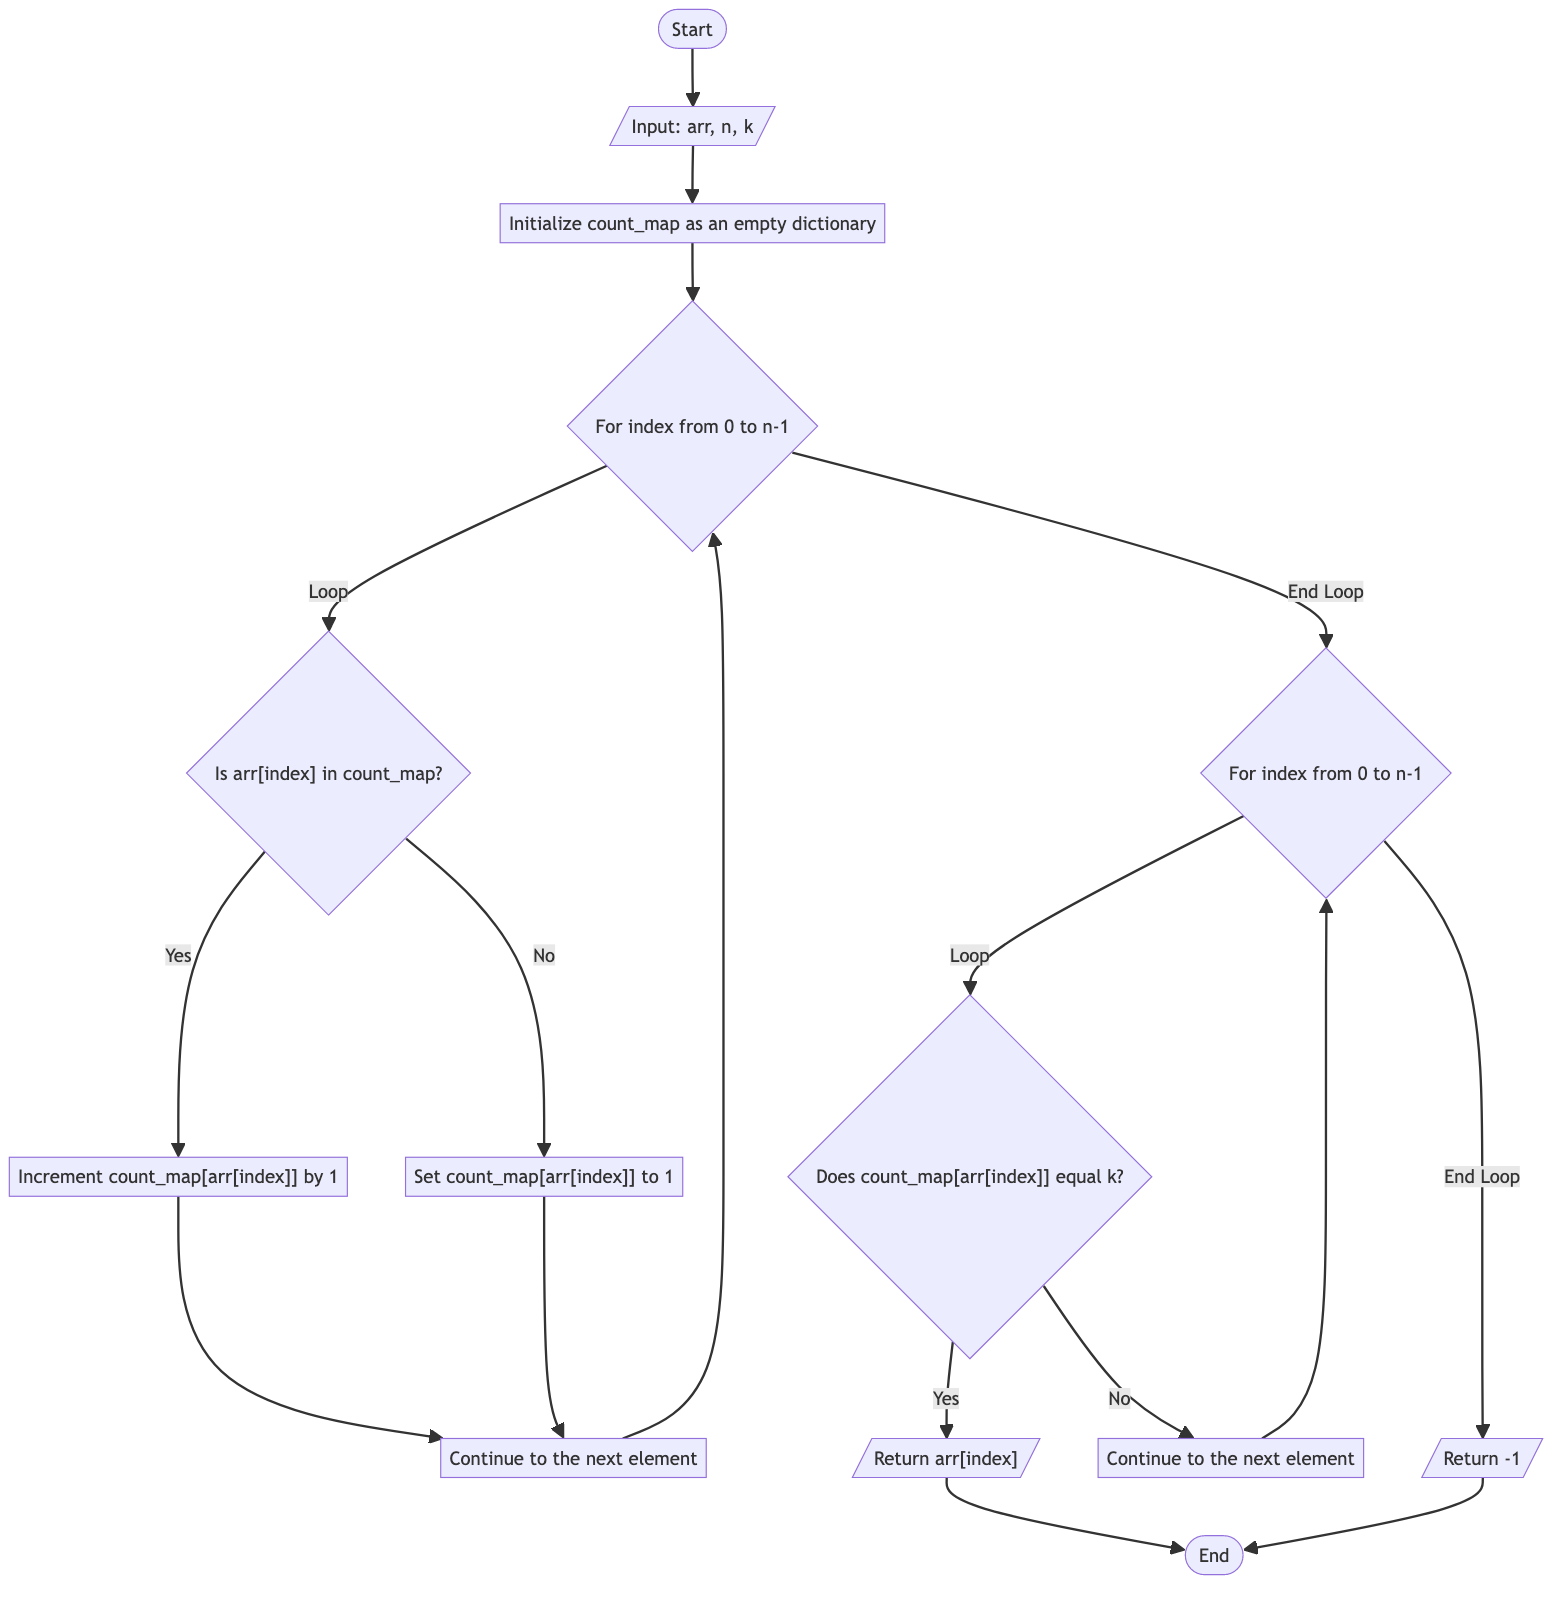 Start
Input: arr, n, k
Initialize count_map as an empty dictionary
For index from 0 to n-1
Loop
End Loop
Is arr[index] in count_map?
For index from 0 to n-1
Yes
No
Loop
Increment count_map[arr[index]] by 1
Set count_map[arr[index]] to 1
Does count_map[arr[index]] equal k?
End Loop
Yes
No
Continue to the next element
Return arr[index]
Continue to the next element
Return -1
End